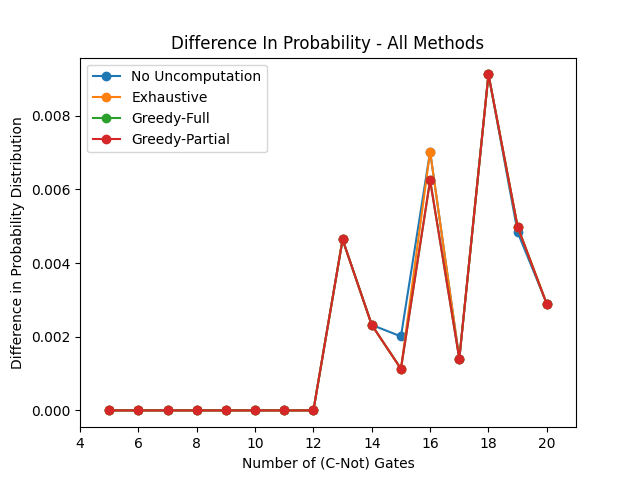 Difference In Probability - All Methods
No Uncomputation
Exhaustive
Greedy-Full
Greedy-Partial
Difference in Probability Distribution
0.008
0.006
0.004
0.002
0.000
4 6 8 10 12 14 16 18 20
Number of (C-Not) Gates